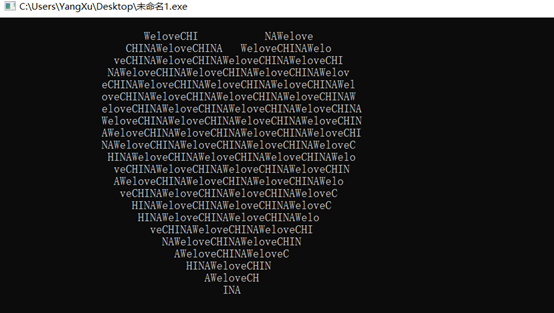 C:\Users\YangXu\Desktop\未命名1.exe
WeloveCHI NAWelove
CHINAWeloveCHINA WeloveCHINAWelo
veCHINAWeloveCHINAWeloveCHINAWeloveCHI
NAWeloveCHINAWeloveCHINAWeloveCHINAWelov
eCHINAWeloveCHINAWeloveCHINAWeloveCHINAWel
oveCHINAWeloveCHINAWeloveCHINAWeloveCHINAW
eloveCHINAWeloveCHINAWeloveCHINAWeloveCHINA
WeloveCHINAWeloveCHINAWeloveCHINAWeloveCHIN
AWeloveCHINAWeloveCHINAWeloveCHINAWeloveCHI
NAWeloveCHINAWeloveCHINAWeloveCHINAWeloveC
HINAWeloveCHINAWeloveCHINAWeloveCHINAWelo
veCHINAWeloveCHINAWeloveCHINAWeloveCHIN
AWeloveCHINAWeloveCHINAWeloveCHINAWelo
veCHINAWeloveCHINAWeloveCHINAWeloveC
HINAWeloveCHINAWeloveCHINAWeloveC
HINAWeloveCHINAWeloveCHINAWelo
veCHINAWeloveCHINAWeloveCHI
NAWeloveCHINAWeloveCHIN
AWeloveCHINAWeloveC
HINAWeloveCHIN
AWeloveCH
INA